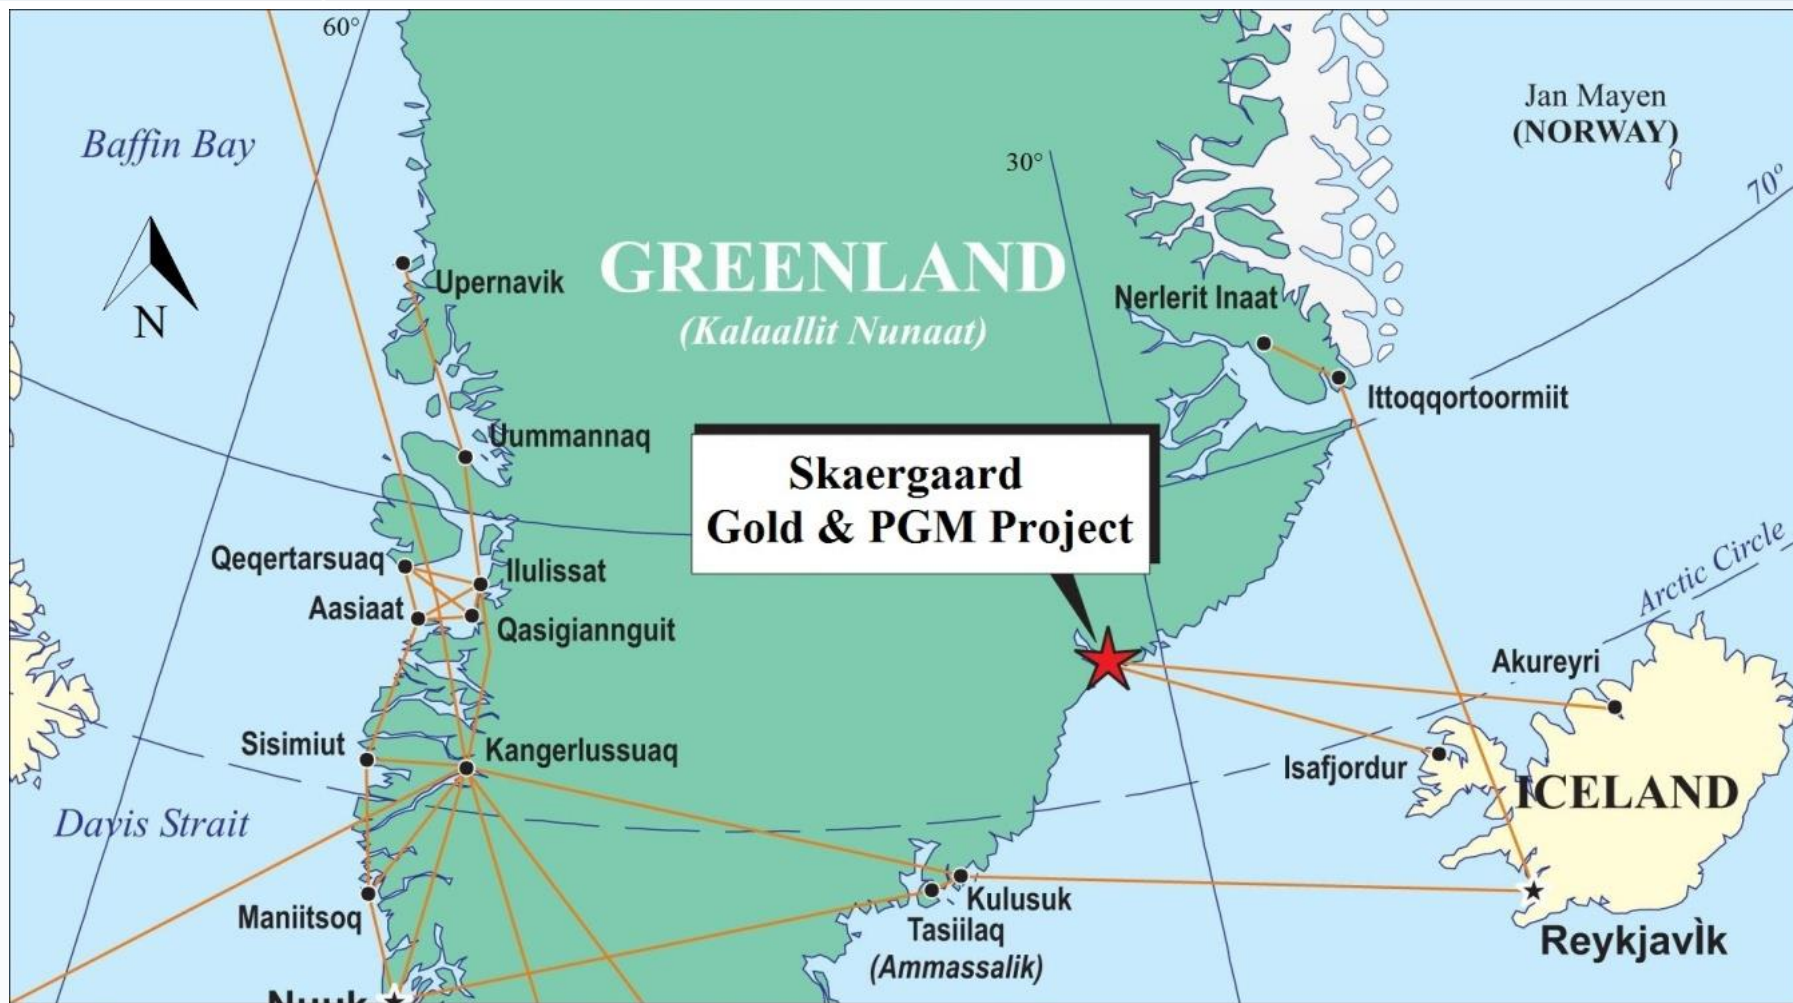 60°
Jan Mayen
(NORWAY)
Baffin Bay
30°
70°
GREENLAND
(Kalaallit Nunaat)
Upernavik
Nerlerit Inaat
N
Ittoqqortoormiit
Uummannaq
Skaergaard
Gold & PGM Project
Qeqertarsuaq
Ilulissat
Arctic Circle
Aasiaat
Qasigiannguit
Akureyri
Sisimiut
Kangerlussuaq
Isafjordur
ICELAND
Davis Strait
Kulusuk
Maniitsoq
Tasiilaq
(Ammassalik)
ReykjavÌk
Nuuk